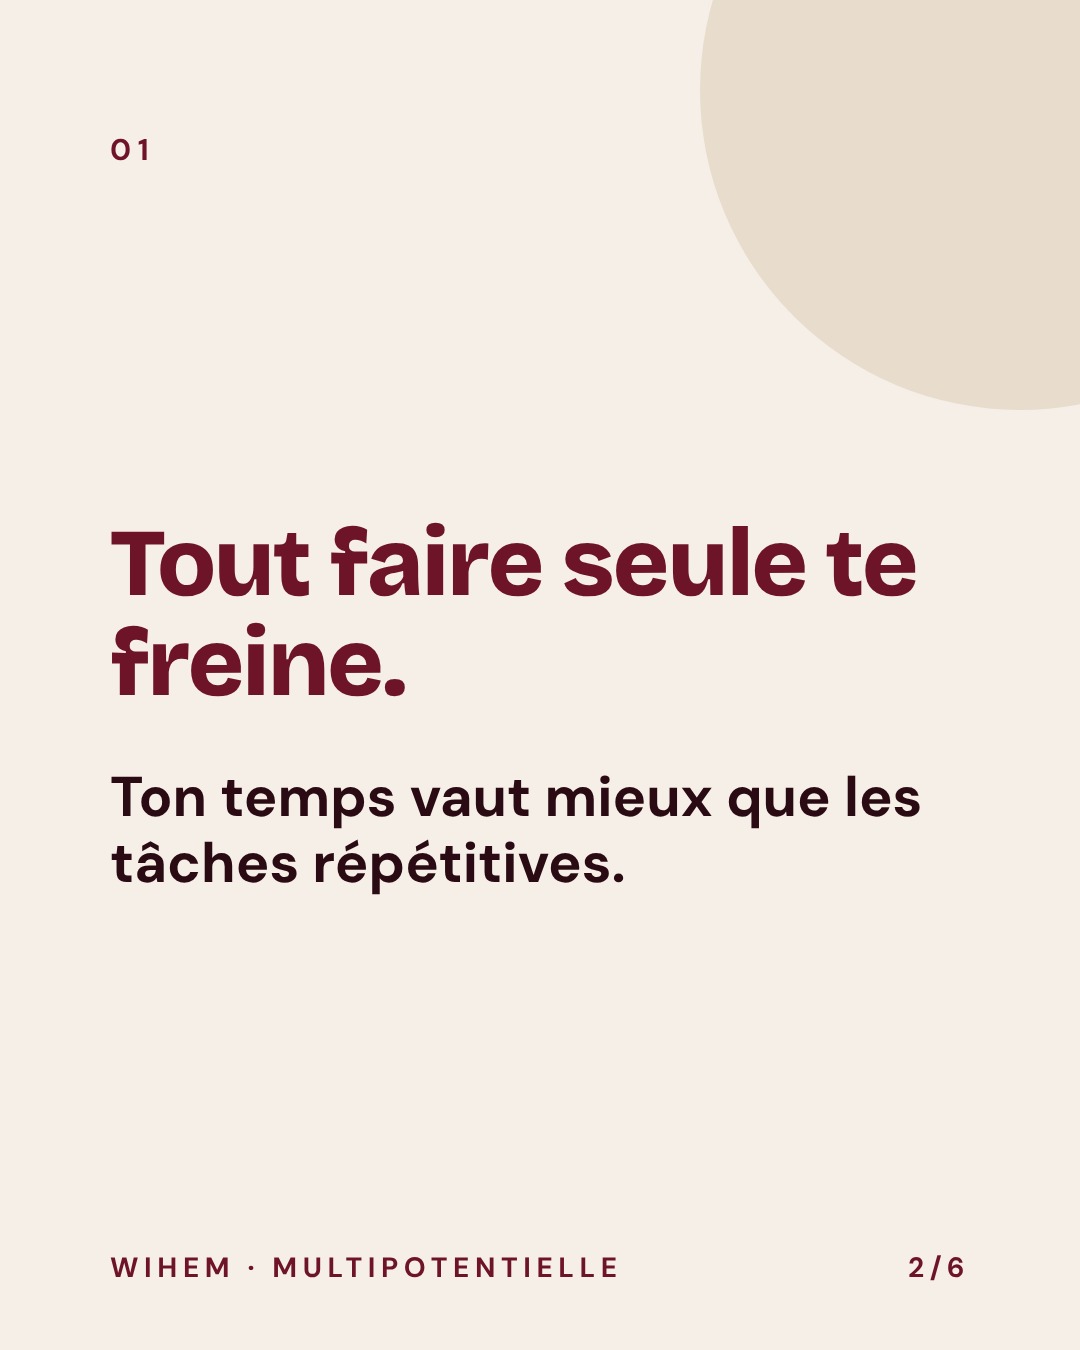 01
Tout faire seule te
freine.
Ton temps vaut mieux que les
tâches répétitives.
WIHEM · MULTIPOTENTIELLE
2/6